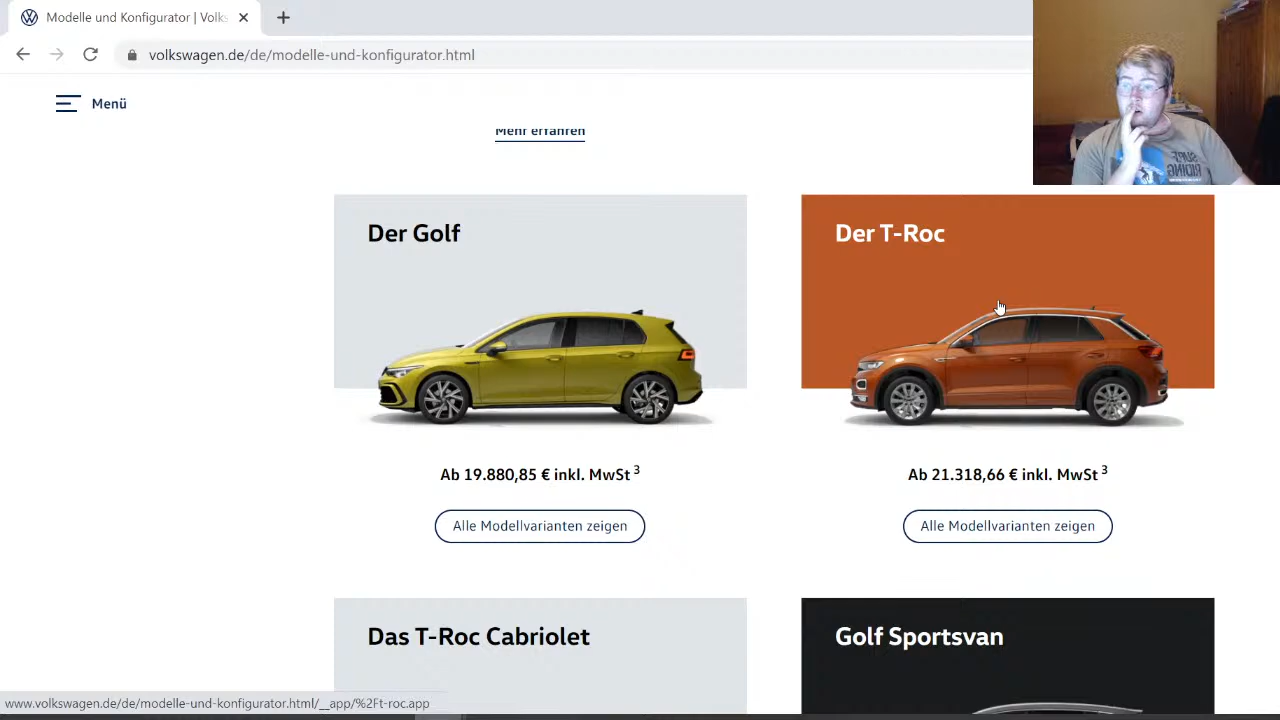 Modelle und Konfigurator | Volks
volkswagen.de/de/modelle-und-konfigurator.html
Menü
Mehr erfahren
Der Golf
Der T-Roc
Ab 19.880,85 € inkl. MwSt 3
Ab 21.318,66 € inkl. MwSt 3
Alle Modellvarianten zeigen
Alle Modellvarianten zeigen
Das T-Roc Cabriolet
Golf Sportsvan
www.volkswagen.de/de/modelle-und-konfigurator.html/__app/%2Ft-roc.app